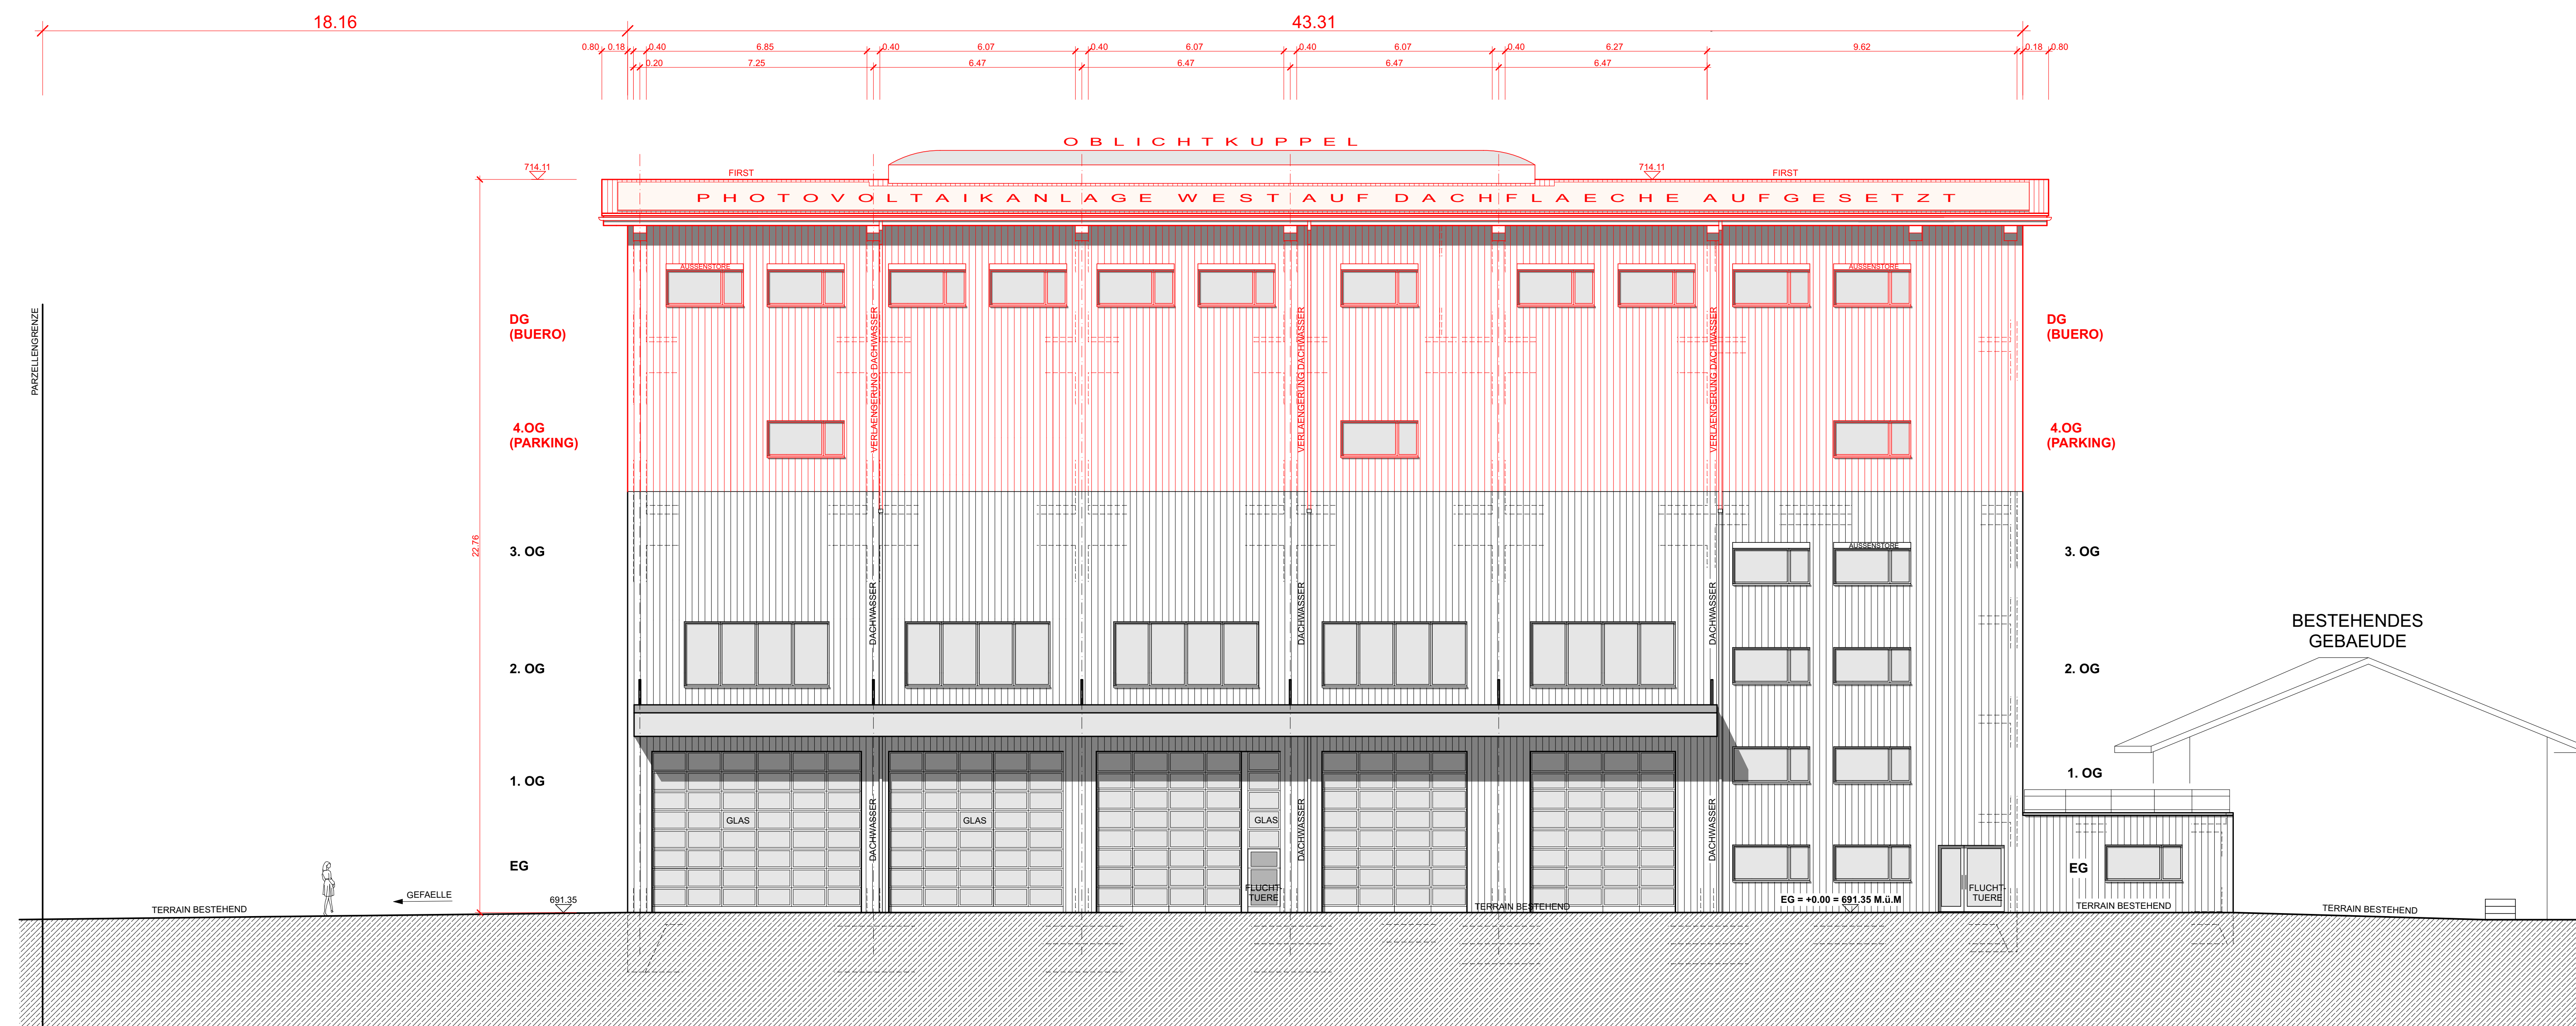 18.16
43.31
0.80 0.18 0.40 6.85 0.40 6.07 0.40 6.07 0.40 6.07 0.40 6.27 9.62 0.18 0.80
0.20 7.25 6.47 6.47 6.47 6.47
OBLICHTKUPPEL
714.11
FIRST
714.11
FIRST
PHOTOVOLTAIKANLAGE WEST AUF DACHFLAECHE AUFGESETZT
AUSSENSTORE
AUSSENSTORE
PARZELLENGRENZE
DG
(BUERO)
VERLAENGERUNG DACHWASSER
VERLAENGERUNG DACHWASSER
VERLAENGERUNG DACHWASSER
DG
(BUERO)
4.OG
(PARKING)
4.OG
(PARKING)
22.76
3. OG
AUSSENSTORE
3. OG
DACHWASSER
DACHWASSER
DACHWASSER
BESTEHENDES
GEBAEUDE
2. OG
2. OG
1. OG
1. OG
GLAS
GLAS
GLAS
DACHWASSER
DACHWASSER
DACHWASSER
EG
EG
GEFAELLE
691.35
FLUCHT-
TUERE
FLUCHT-
TUERE
EG = +0.00 = 691.35 M.ü.M
TERRAIN BESTEHEND
TERRAIN BESTEHEND
TERRAIN BESTEHEND
TERRAIN BESTEHEND